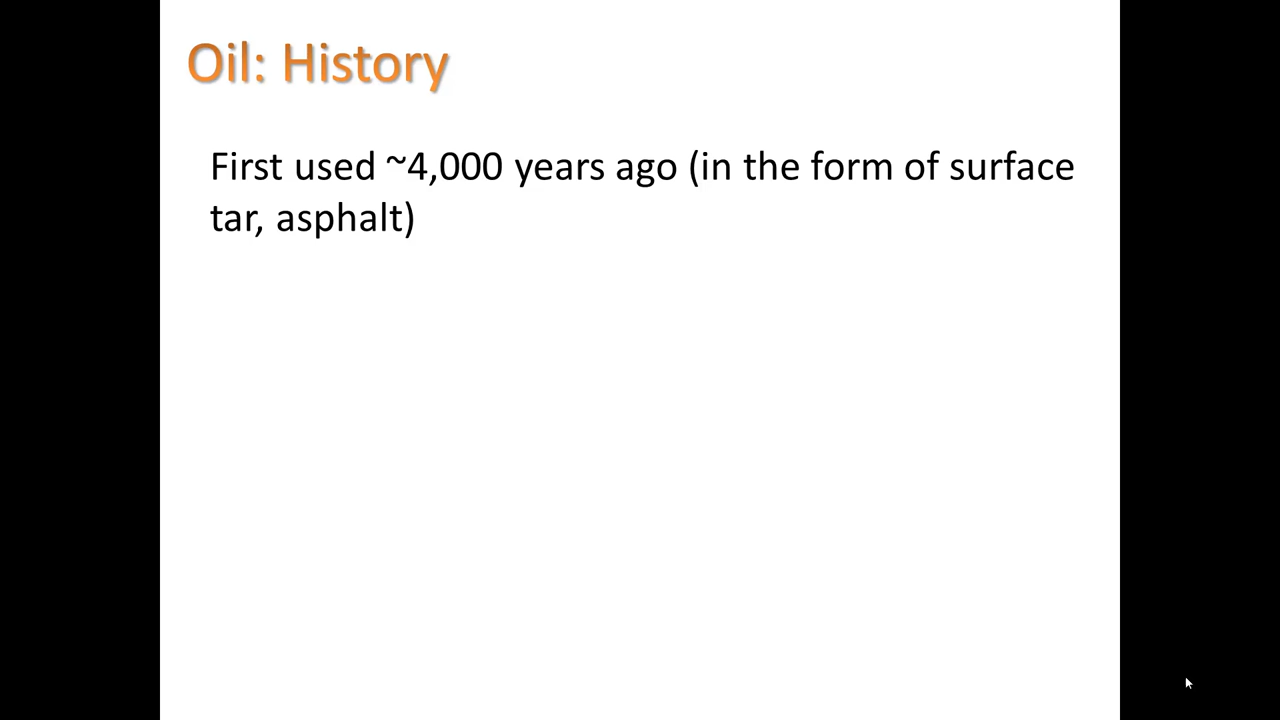 Oil: History
First used ~4,000 years ago (in the form of surface
tar, asphalt)